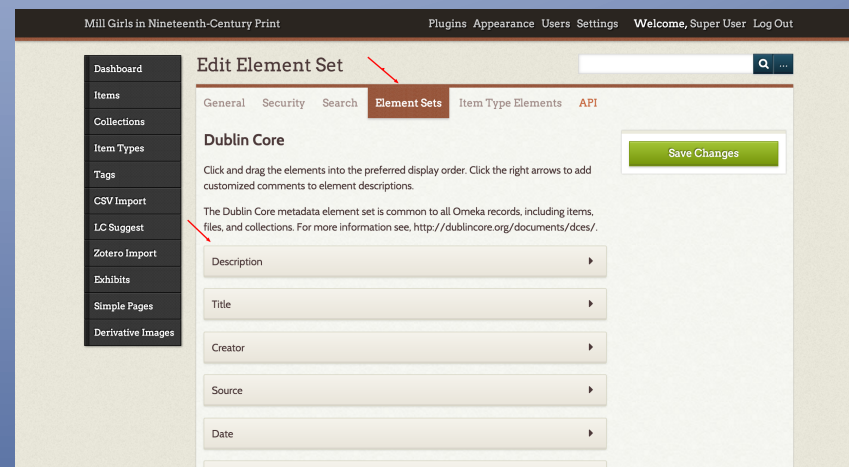 Mill Girls in Nineteenth-Century Print
Plugins Appearance Users Settings Welcome, Super User Log Out
Dashboard
Items
Collections
Item Types
Tags
CSV Import
LC Suggest
Zotero Import
Exhibits
Simple Pages
Derivative Images
Edit Element Set
...
General Security Search Element Sets Item Type Elements API
Dublin Core
Click and drag the elements into the preferred display order. Click the right arrows to add
customized comments to element descriptions.
The Dublin Core metadata element set is common to all Omeka records, including items,
files, and collections. For more information see, http://dublincore.org/documents/dces/.
Description
Title
Creator
Source
Date
Save Changes